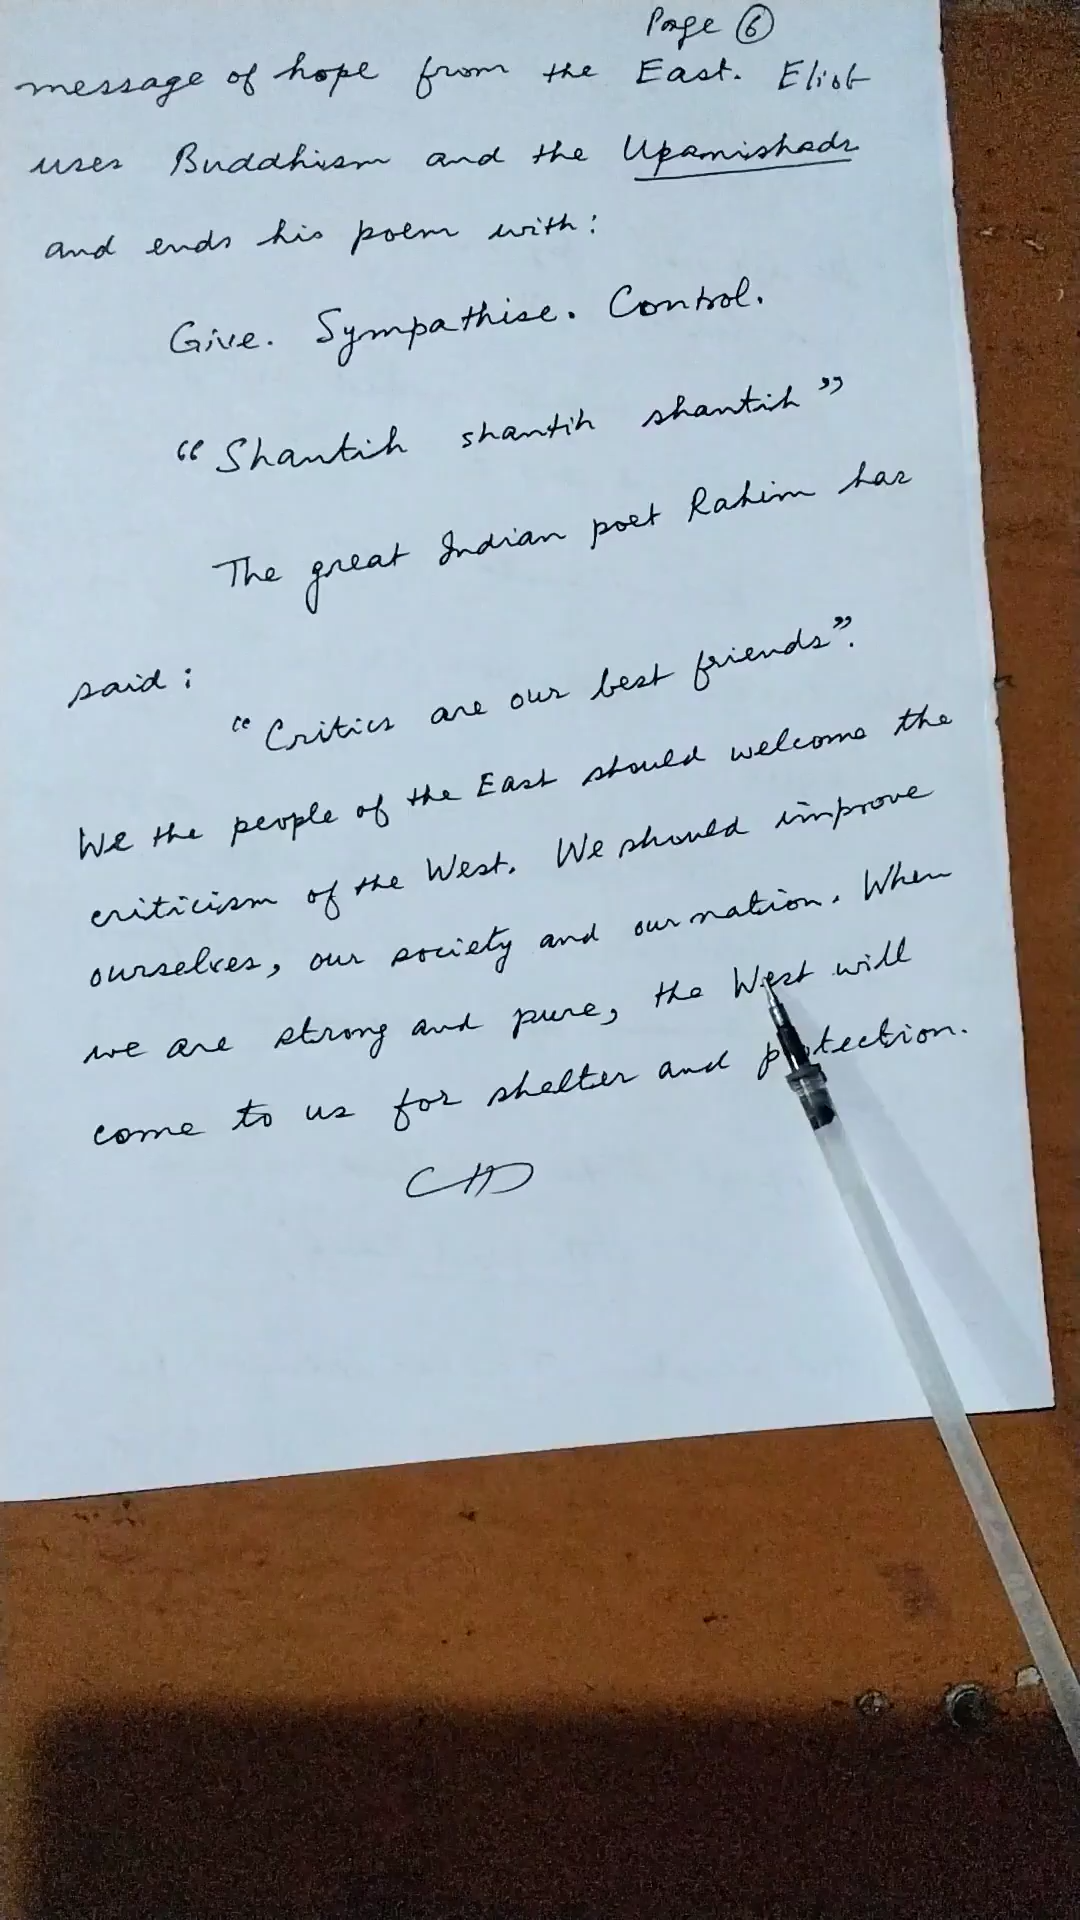 Page 6
message of hope from the East. Eliot
uses Buddhism and the Upanishads
and ends his poem with:
Give. Sympathise. Control.
"Shantih shantih shantih"
The great Indian poet Rahim has
said:
"Critics are our best friends".
We the people of the East should welcome the
criticism of the West. We should improve
ourselves, our society and our nation. When
we are strong and pure, the West will
come to us for shelter and protection.